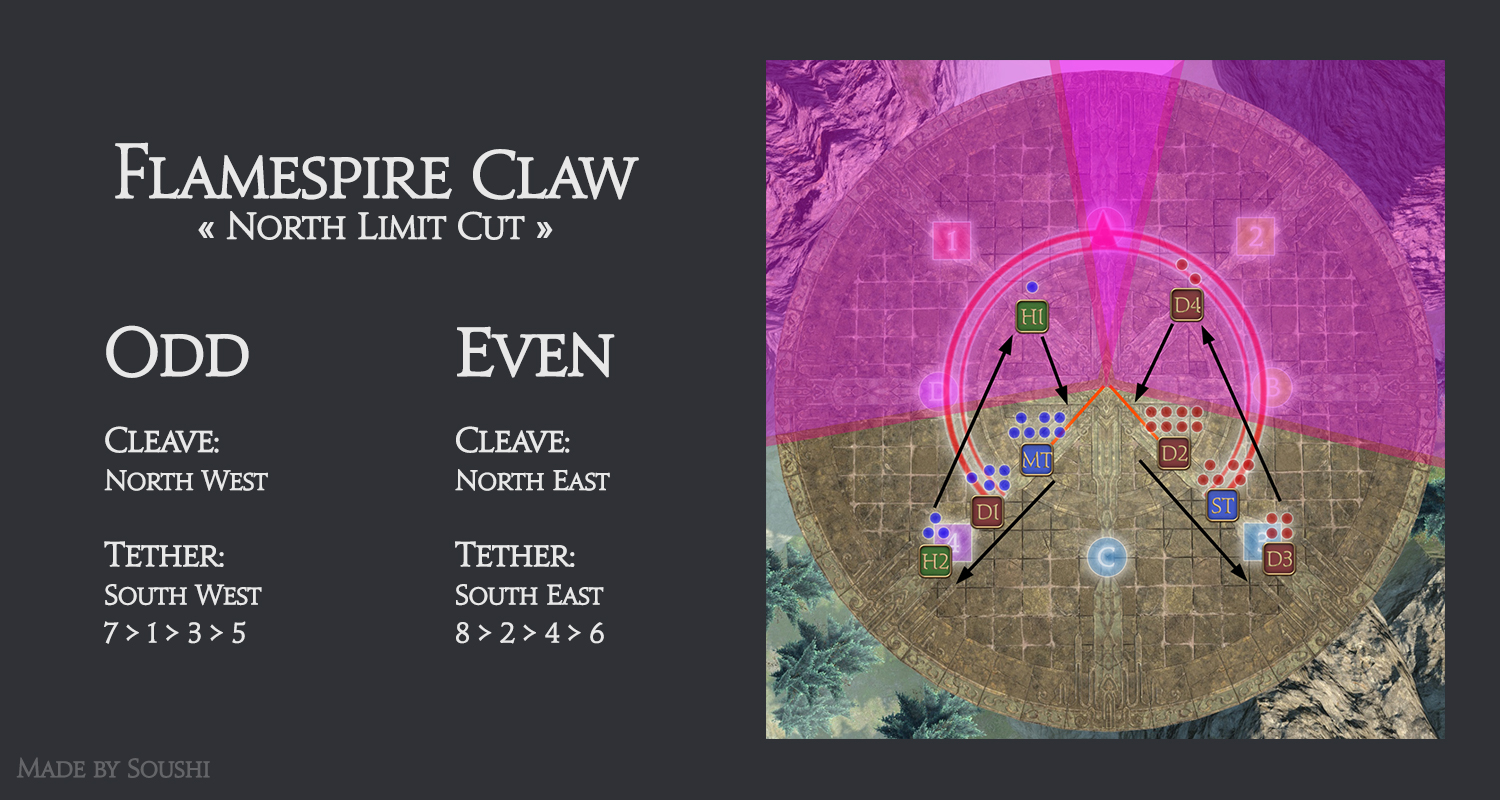 Flamespire Claw
« North Limit Cut »
Odd
Even
Cleave:
North West
Cleave:
North East
Tether:
South West
7 > 1 > 3 > 5
Tether:
South East
8 > 2 > 4 > 6
Made by Soushi
1
2
H1
D4
D
B
MT
D2
D1
ST
4
H2
C
D3